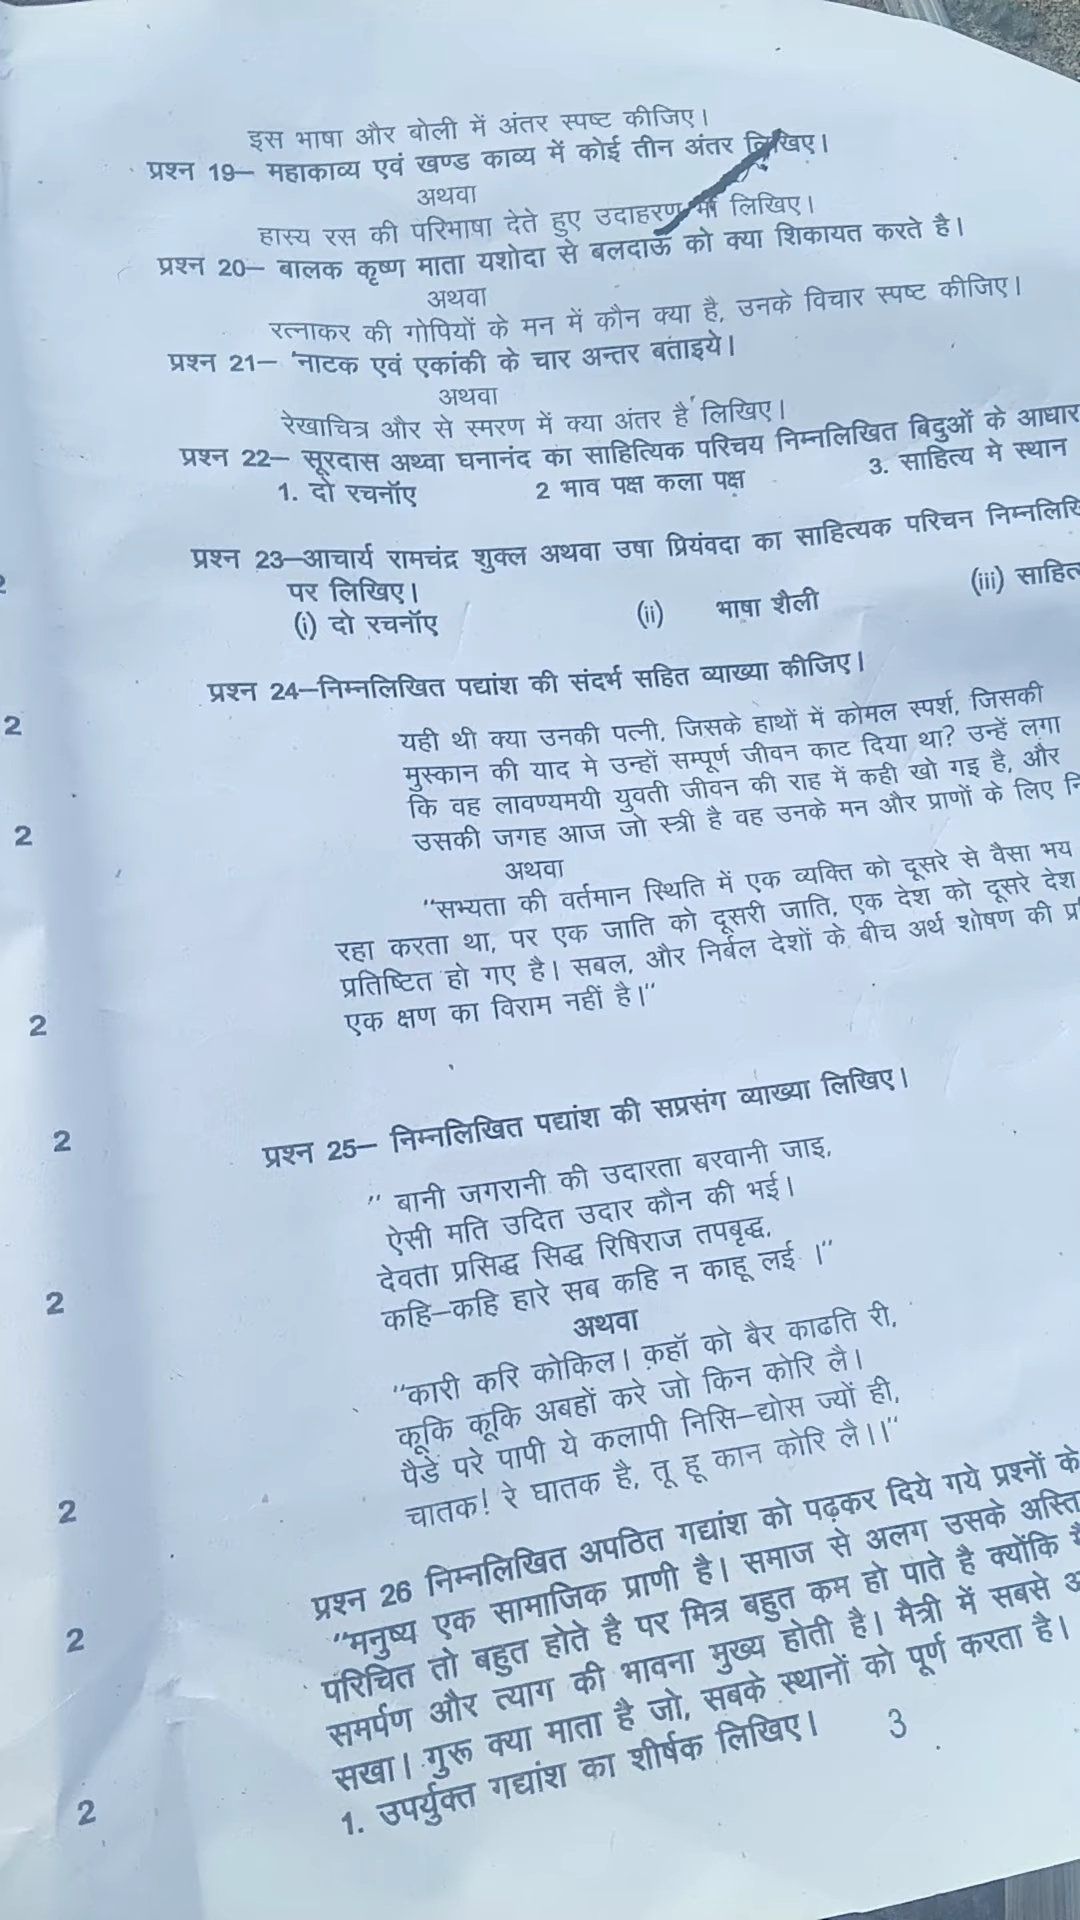 इस भाषा और बोली में अंतर स्पष्ट कीजिए।
प्रश्न 19– महाकाव्य एवं खण्ड काव्य में कोई तीन अंतर लिखिए।
अथवा
हास्य रस की परिभाषा देते हुए उदाहरण भी लिखिए।
प्रश्न 20– बालक कृष्ण माता यशोदा से बलदाऊ को क्या शिकायत करते है।
अथवा
रत्नाकर की गोपियों के मन में कौन क्या है, उनके विचार स्पष्ट कीजिए।
प्रश्न 21– 'नाटक एवं एकांकी के चार अन्तर बताइये।
अथवा
रेखाचित्र और से स्मरण में क्या अंतर है लिखिए।
प्रश्न 22– सूरदास अथ्वा घनानंद का साहित्यिक परिचय निम्नलिखित बिदुओं के आधार
1. दो रचनॉए 2 भाव पक्ष कला पक्ष 3. साहित्य मे स्थान
प्रश्न 23–आचार्य रामचंद्र शुक्ल अथवा उषा प्रियंवदा का साहित्यक परिचन
पर लिखिए।
(i) दो रचनॉए (ii) भाषा शैली (iii)
2
प्रश्न 24–निम्नलिखित पद्यांश की संदर्भ सहित व्याख्या कीजिए।
2
यही थी क्या उनकी पत्नी, जिसके हाथों में कोमल स्पर्श, जिसकी
मुस्कान की याद मे उन्हों सम्पूर्ण जीवन काट दिया था? उन्हें लगा
कि वह लावण्यमयी युवती जीवन की राह में कही खो गइ है, और
2
उसकी जगह आज जो स्त्री है वह उनके मन और प्राणों के लिए
अथवा
"सभ्यता की वर्तमान स्थिति में एक व्यक्ति को दूसरे से वैसा भय
रहा करता था, पर एक जाति को दूसरी जाति, एक देश को दूसरे देश
प्रतिष्टित हो गए है। सबल, और निर्बल देशों के बीच अर्थ शोषण की
एक क्षण का विराम नहीं है।"
2
2
प्रश्न 25– निम्नलिखित पद्यांश की सप्रसंग व्याख्या लिखिए।
" बानी जगरानी की उदारता बरवानी जाइ,
ऐसी मति उदित उदार कौन की भई।
देवता प्रसिद्ध सिद्ध रिषिराज तपबृद्ध,
कहि–कहि हारे सब कहि न काहू लई ।"
2
अथवा
"कारी करि कोकिल। कहॉ को बैर काढति री,
कूकि कूकि अबहों करे जो किन कोरि लै।
पैडें परे पापी ये कलापी निसि–द्योस ज्यों ही,
चातक! रे घातक है, तू हू कान कोरि लै।।"
2
प्रश्न 26 निम्नलिखित अपठित गद्यांश को पढ़कर दिये गये प्रश्नों के
"मनुष्य एक सामाजिक प्राणी है। समाज से अलग उसके
परिचित तो बहुत होते है पर मित्र बहुत कम हो पाते है क्योंकि
2
समर्पण और त्याग की भावना मुख्य होती है। मैत्री में सबसे
सखा। गुरू क्या माता है जो, सबके स्थानों को पूर्ण करता है।
1. उपर्युक्त गद्यांश का शीर्षक लिखिए। 3
2